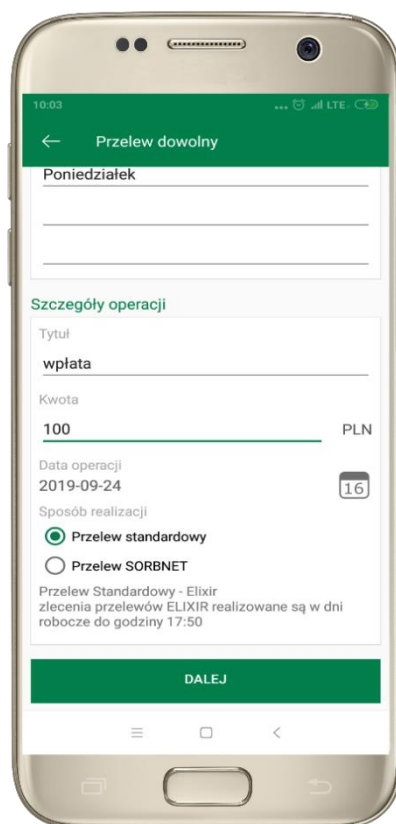 10:03
... LTE
Przelew dowolny
Poniedziałek
Szczegóły operacji
Tytuł
wpłata
Kwota
100 PLN
Data operacji
2019-09-24
16
Sposób realizacji
Przelew standardowy
Przelew SORBNET
Przelew Standardowy - Elixir
zlecenia przelewów ELIXIR realizowane są w dni
robocze do godziny 17:50
DALEJ